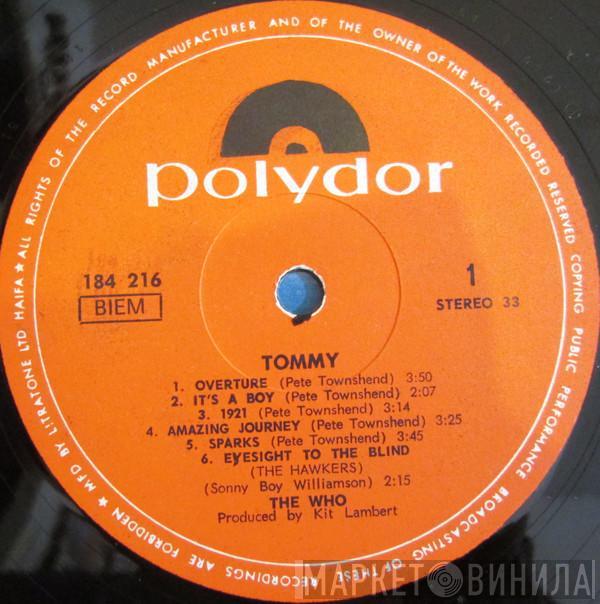 MFD BY LITRATONE LTD HAIFA ★ ALL RIGHTS OF THE RECORD MANUFACTURER AND OF THE OWNER OF THE WORK RECORDED RESERVED COPYING PUBLIC PERFORMANCE BROADCASTING OF THESE RECORDINGS ARE FORBIDDEN ★
polydor
184 216
BIEM
1
STEREO 33
TOMMY
1. OVERTURE (Pete Townshend) 3:50
2. IT'S A BOY (Pete Townshend) 2:07
3. 1921 (Pete Townshend) 3:14
4. AMAZING JOURNEY (Pete Townshend) 3:25
5. SPARKS (Pete Townshend) 3:45
6. EYESIGHT TO THE BLIND
(THE HAWKERS)
(Sonny Boy Williamson) 2:15
THE WHO
Produced by Kit Lambert
МАРКЕТ ВИНИЛА